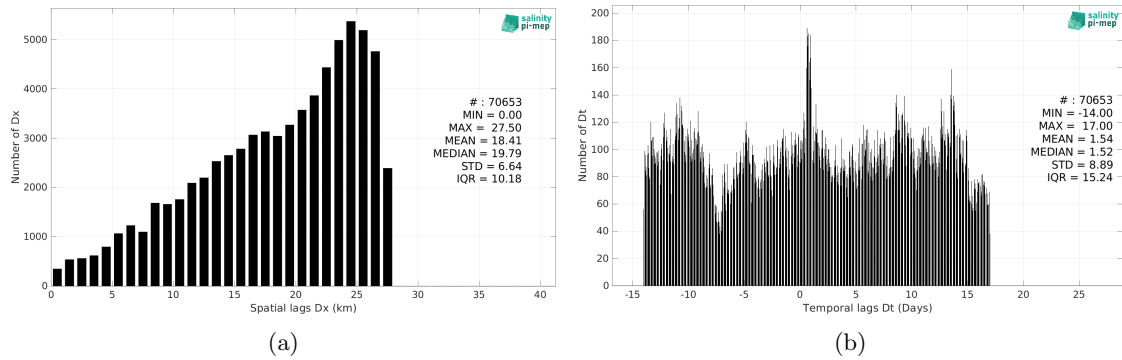 salinity
pi-mep
5000
4000
3000
2000
1000
0
Number of Dx
# : 70653
MIN = 0.00
MAX = 27.50
MEAN = 18.41
MEDIAN = 19.79
STD = 6.64
IQR = 10.18
0 5 10 15 20 25 30 35 40
Spatial lags Dx (km)
(a)
salinity
pi-mep
200
180
160
140
120
100
80
60
40
20
0
Number of Dt
# : 70653
MIN = -14.00
MAX = 17.00
MEAN = 1.54
MEDIAN = 1.52
STD = 8.89
IQR = 15.24
-15 -10 -5 0 5 10 15 20 25
Temporal lags Dt (Days)
(b)